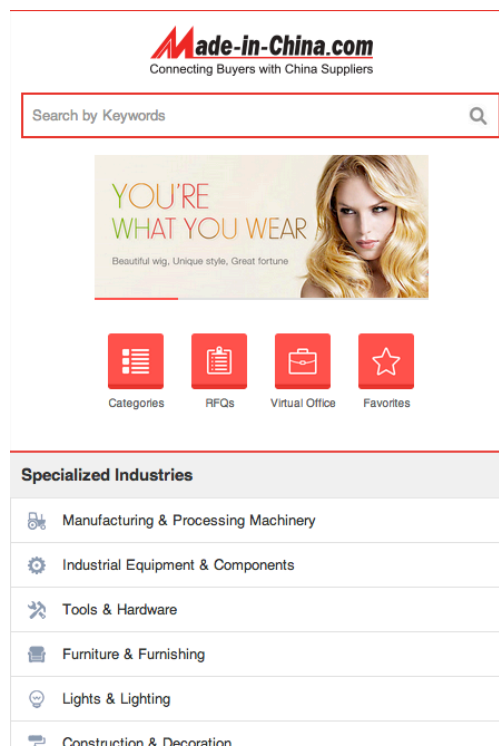 Made-in-China.com
Connecting Buyers with China Suppliers
Search by Keywords
YOU'RE
WHAT YOU WEAR
Beautiful wig, Unique style, Great fortune
Categories
RFQs
Virtual Office
Favorites
Specialized Industries
Manufacturing & Processing Machinery
Industrial Equipment & Components
Tools & Hardware
Furniture & Furnishing
Lights & Lighting
Construction & Decoration